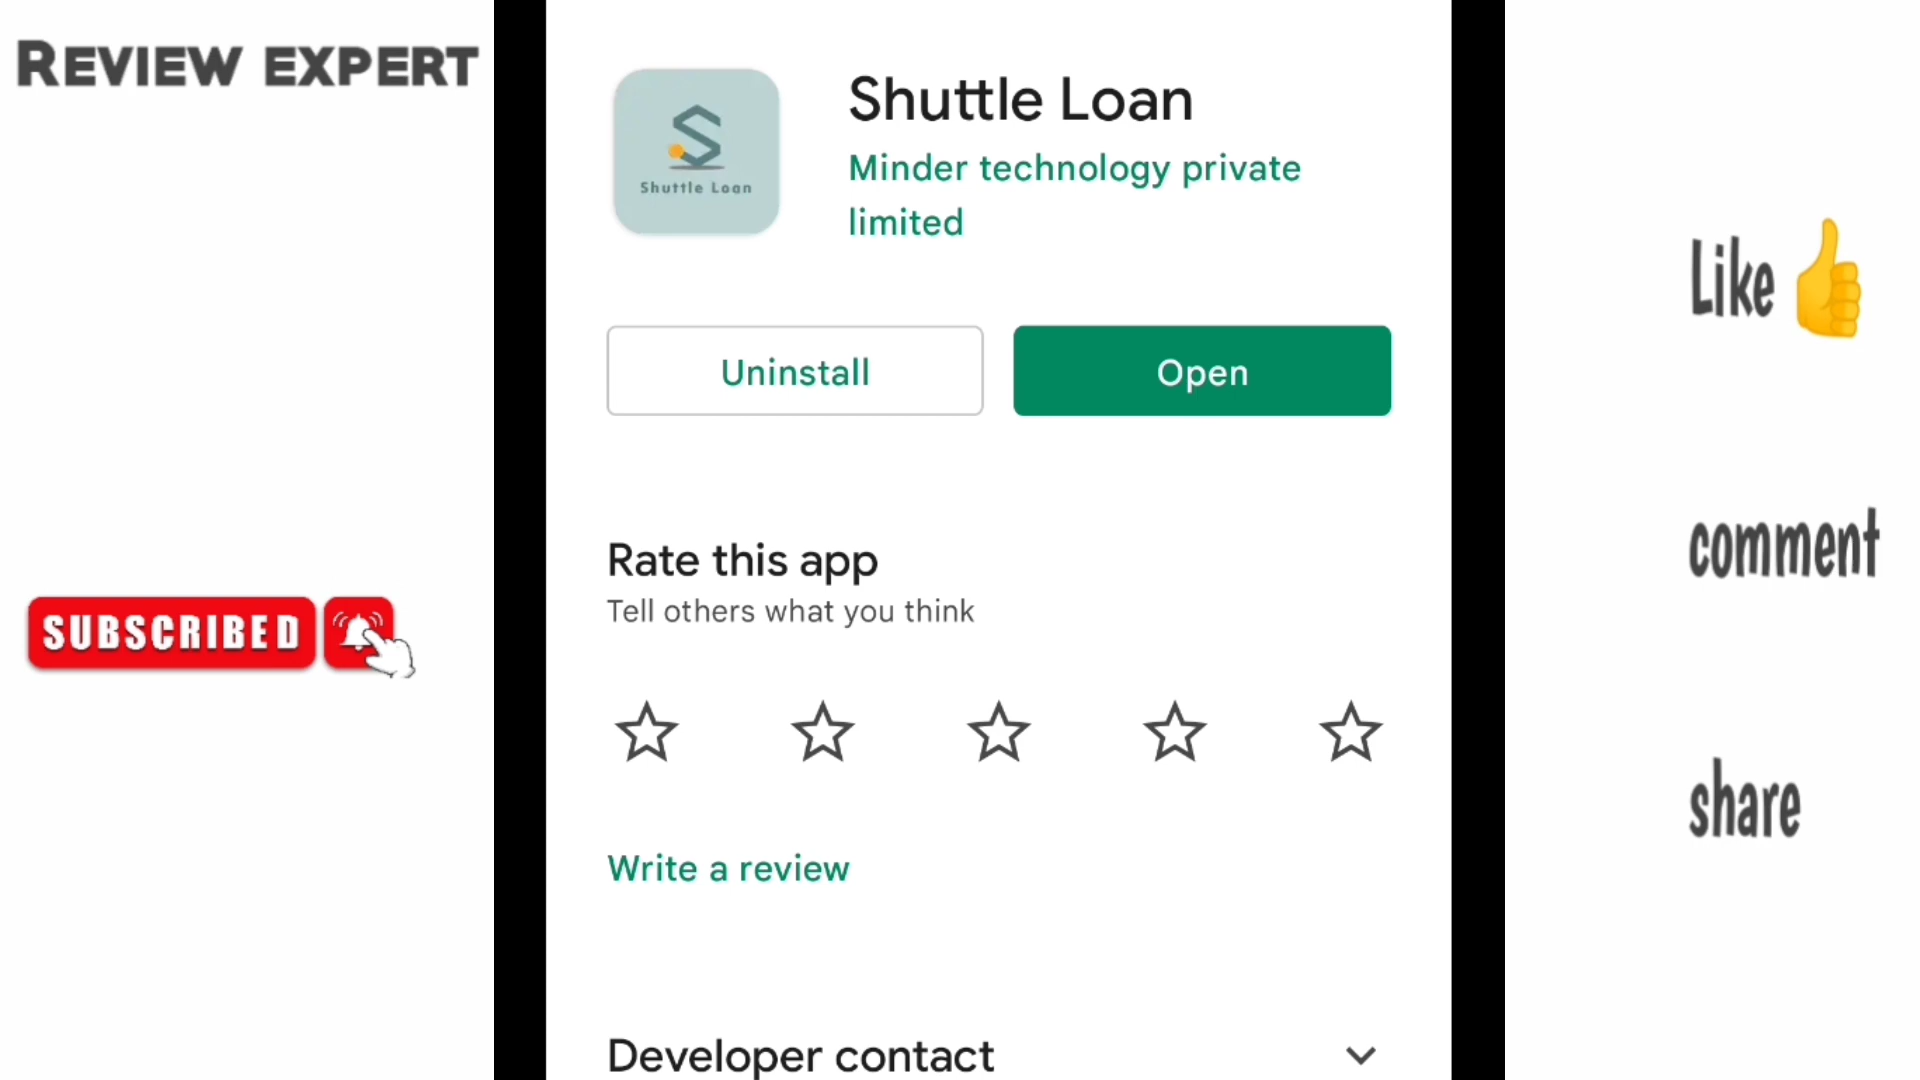 REVIEW EXPERT
Shuttle Loan
Shuttle Loan
Minder technology private
limited
Uninstall
Open
Rate this app
Tell others what you think
Write a review
Developer contact
SUBSCRIBED
Like
comment
share